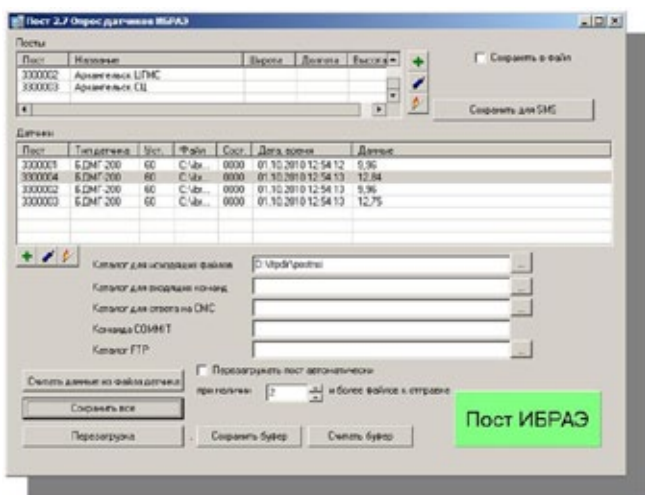 Пост 2.7 Опрос датчиков ИБРАЭ
Посты
Пост Название Широта Долгота Высота
3300002 Архангельск ЦГМС
3300003 Архангельск СЦ
Сохранять в файл
Сохранить для SMS
Датчики
Пост Тип датчика Уст. Файл Сост. Дата, время Данные
3300001 БДМГ-200 60 0000 01.10.2010 12:54:12 9,96
3300004 БДМГ-200 60 0000 01.10.2010 12:54:13 12,84
3300002 БДМГ-200 60 0000 01.10.2010 12:54:13 9,96
3300003 БДМГ-200 60 0000 01.10.2010 12:54:13 12,75
Каталог для исходящих файлов
Каталог для входящих команд ...
Каталог для ответа на СМС ...
Команда COMMIT
Каталог FTP ...
Перезагружать пост автоматически
при наличии 2 и более файлов к отправке
Считать данные из файла датчика
Сохранить все
Перезагрузка
Сохранить буфер Считать буфер
Пост ИБРАЭ